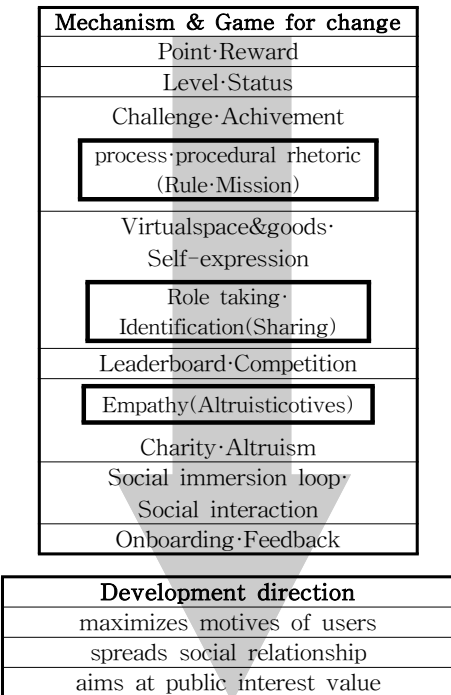 Mechanism & Game for change
Point·Reward
Level·Status
Challenge·Achivement
process·procedural rhetoric
(Rule·Mission)
Virtualspace&goods·
Self-expression
Role taking·
Identification(Sharing)
Leaderboard·Competition
Empathy(Altruisticotives)
Charity·Altruism
Social immersion loop·
Social interaction
Onboarding·Feedback
Development direction
maximizes motives of users
spreads social relationship
aims at public interest value